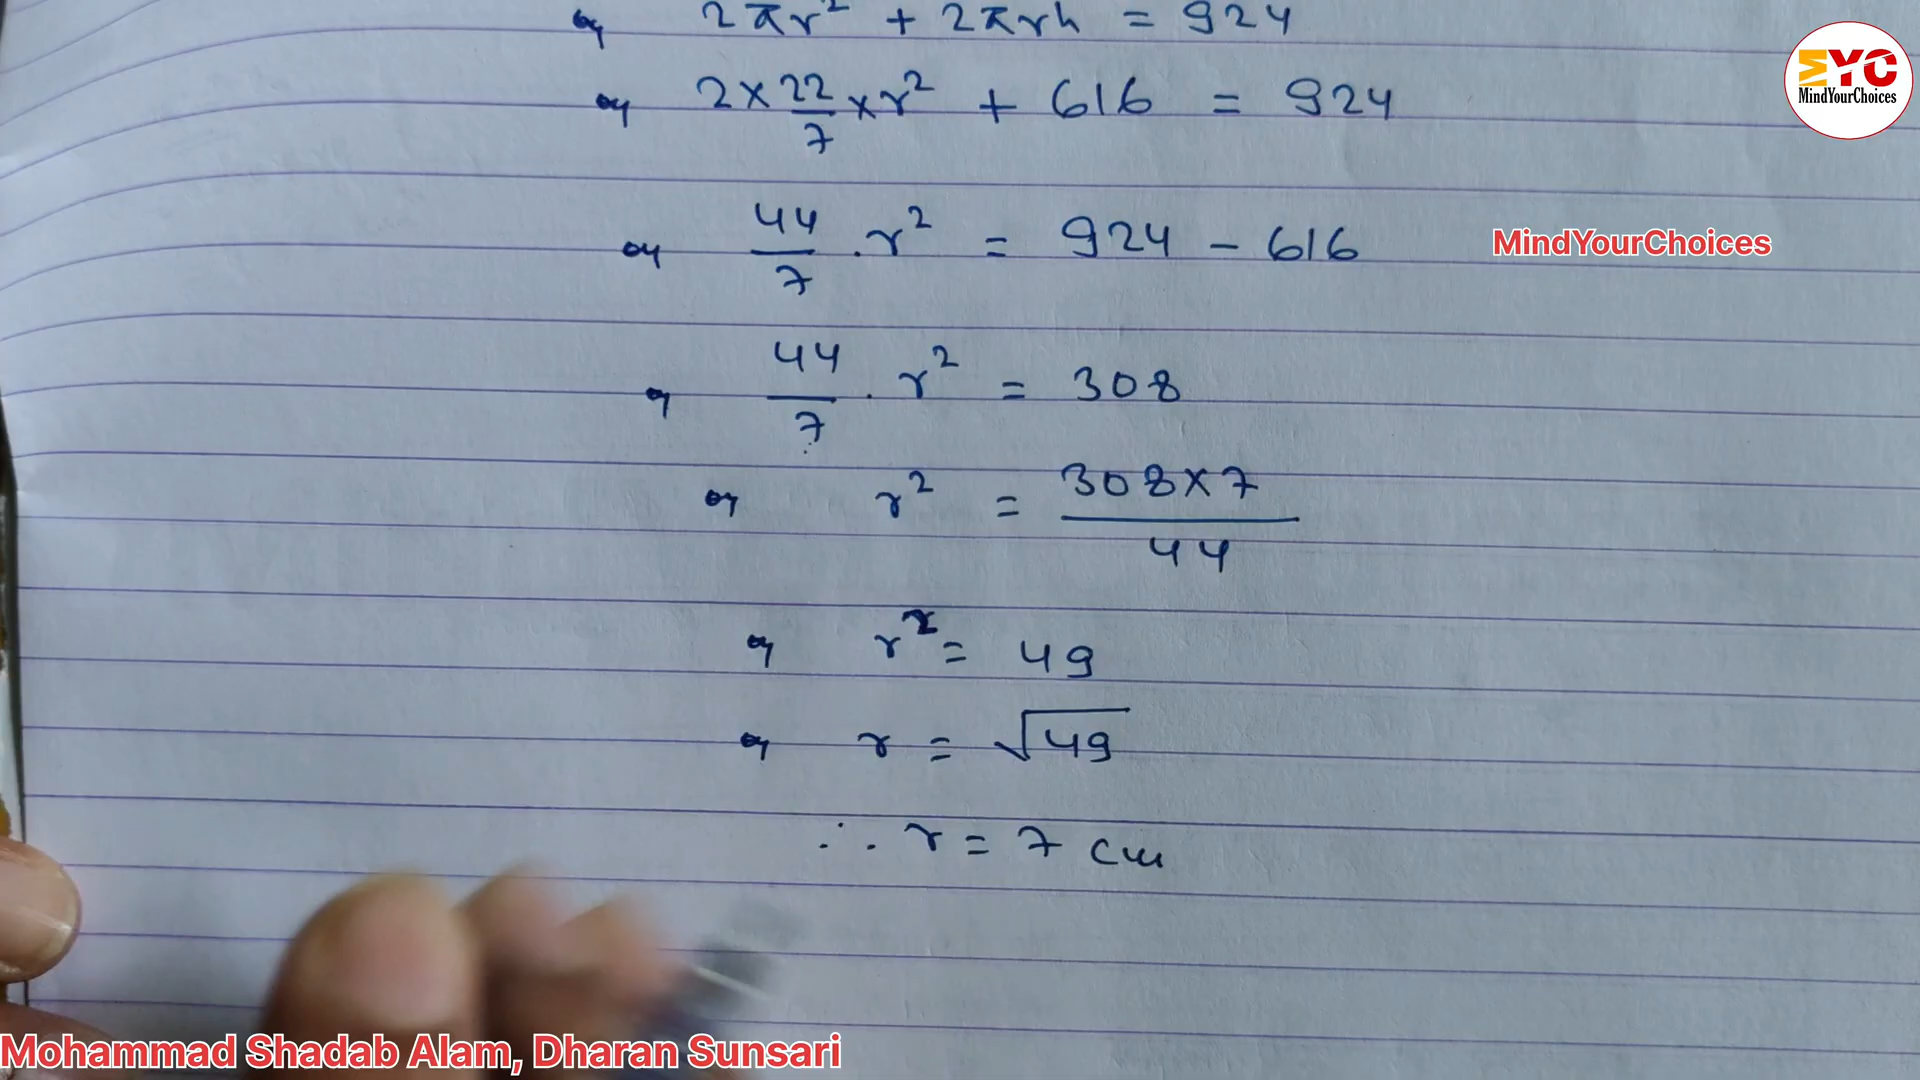 or 2πr² + 2πrh = 924
or 2 × 22/7 × r² + 616 = 924
or 44/7 . r² = 924 - 616
MindYourChoices
or 44/7 . r² = 308
or r² = 308×7/44
or r² = 49
or r = √49
∴ r = 7 cm
MYC
MindYourChoices
Mohammad Shadab Alam, Dharan Sunsari